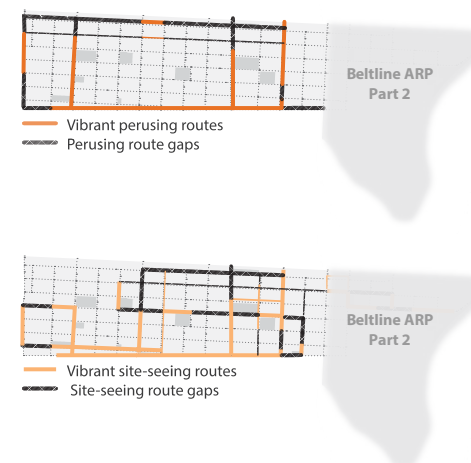 Beltline ARP
Part 2
Vibrant perusing routes
Perusing route gaps
Beltline ARP
Part 2
Vibrant site-seeing routes
Site-seeing route gaps